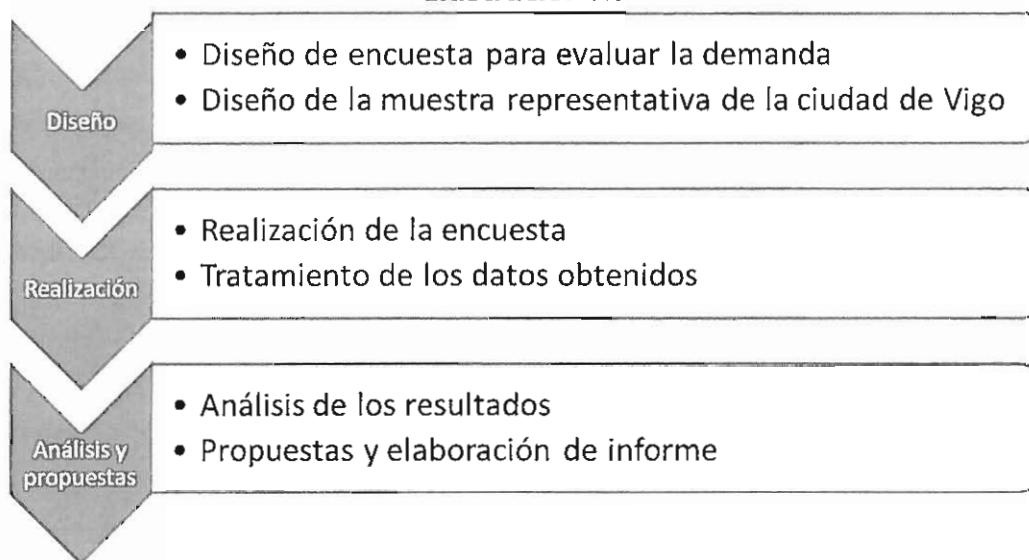 Diseño
• Diseño de encuesta para evaluar la demanda
• Diseño de la muestra representativa de la ciudad de Vigo
Realización
• Realización de la encuesta
• Tratamiento de los datos obtenidos
Análisis y
propuestas
• Análisis de los resultados
• Propuestas y elaboración de informe